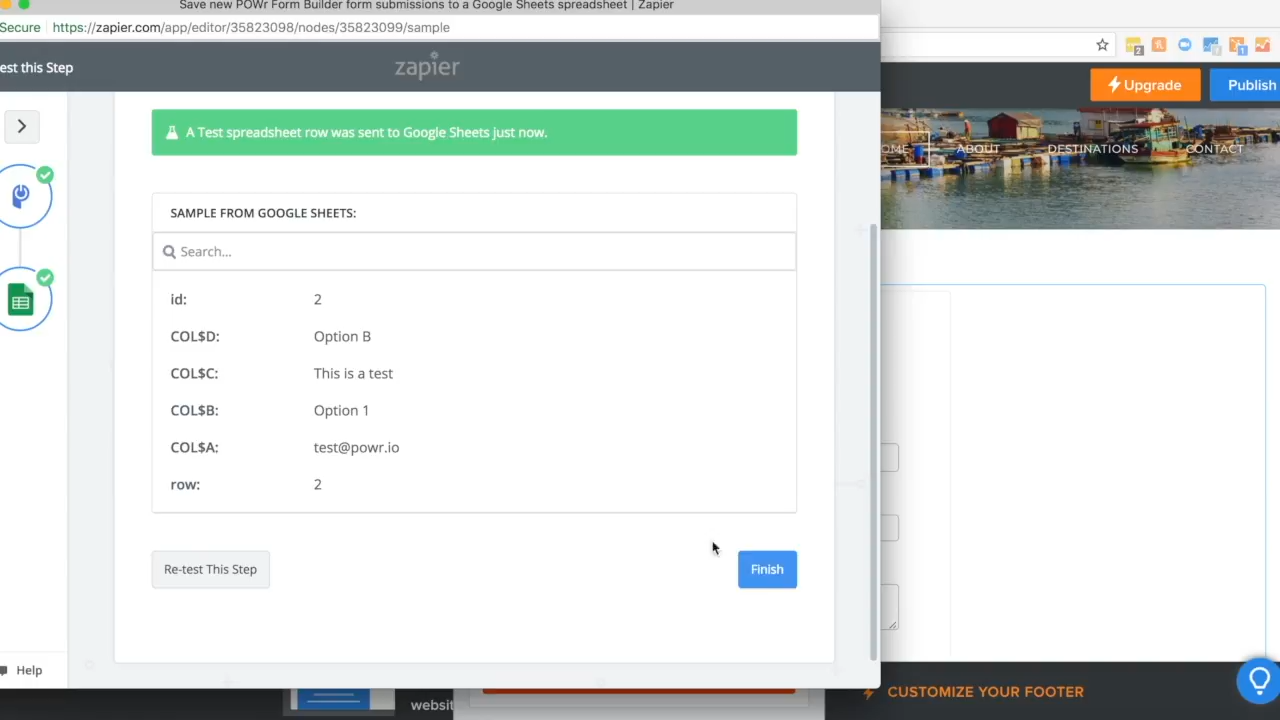 Save new POWr Form Builder form submissions to a Google Sheets spreadsheet | Zapier
Secure https://zapier.com/app/editor/35823098/nodes/35823099/sample
est this Step
zapier
Upgrade
Publish
OME
ABOUT
DESTINATIONS
CONTACT
A Test spreadsheet row was sent to Google Sheets just now.
SAMPLE FROM GOOGLE SHEETS:
Search...
id: 2
COL$D: Option B
COL$C: This is a test
COL$B: Option 1
COL$A: test@powr.io
row: 2
Re-test This Step
Finish
Help
websit
CUSTOMIZE YOUR FOOTER